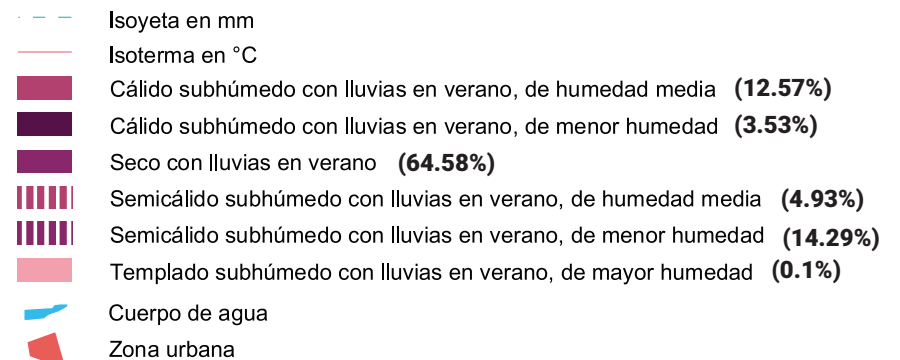 Isoyeta en mm
Isoterma en °C
Cálido subhúmedo con lluvias en verano, de humedad media (12.57%)
Cálido subhúmedo con lluvias en verano, de menor humedad (3.53%)
Seco con lluvias en verano (64.58%)
Semicálido subhúmedo con lluvias en verano, de humedad media (4.93%)
Semicálido subhúmedo con lluvias en verano, de menor humedad (14.29%)
Templado subhúmedo con lluvias en verano, de mayor humedad (0.1%)
Cuerpo de agua
Zona urbana